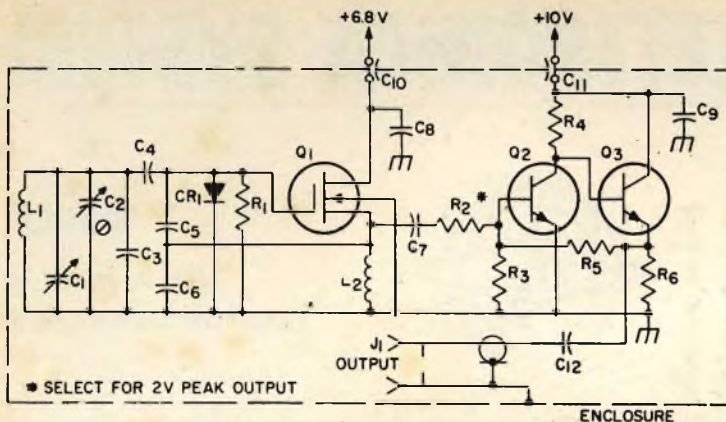 +6.8 V
+10V
C10
C11
C8
C9
R4
C4
Q1
Q2
Q3
R2
*
L1
C2
CR1
R1
C5
C3
C7
R5
C1
C6
L2
R3
R6
J1
OUTPUT
C12
* SELECT FOR 2V PEAK OUTPUT
ENCLOSURE